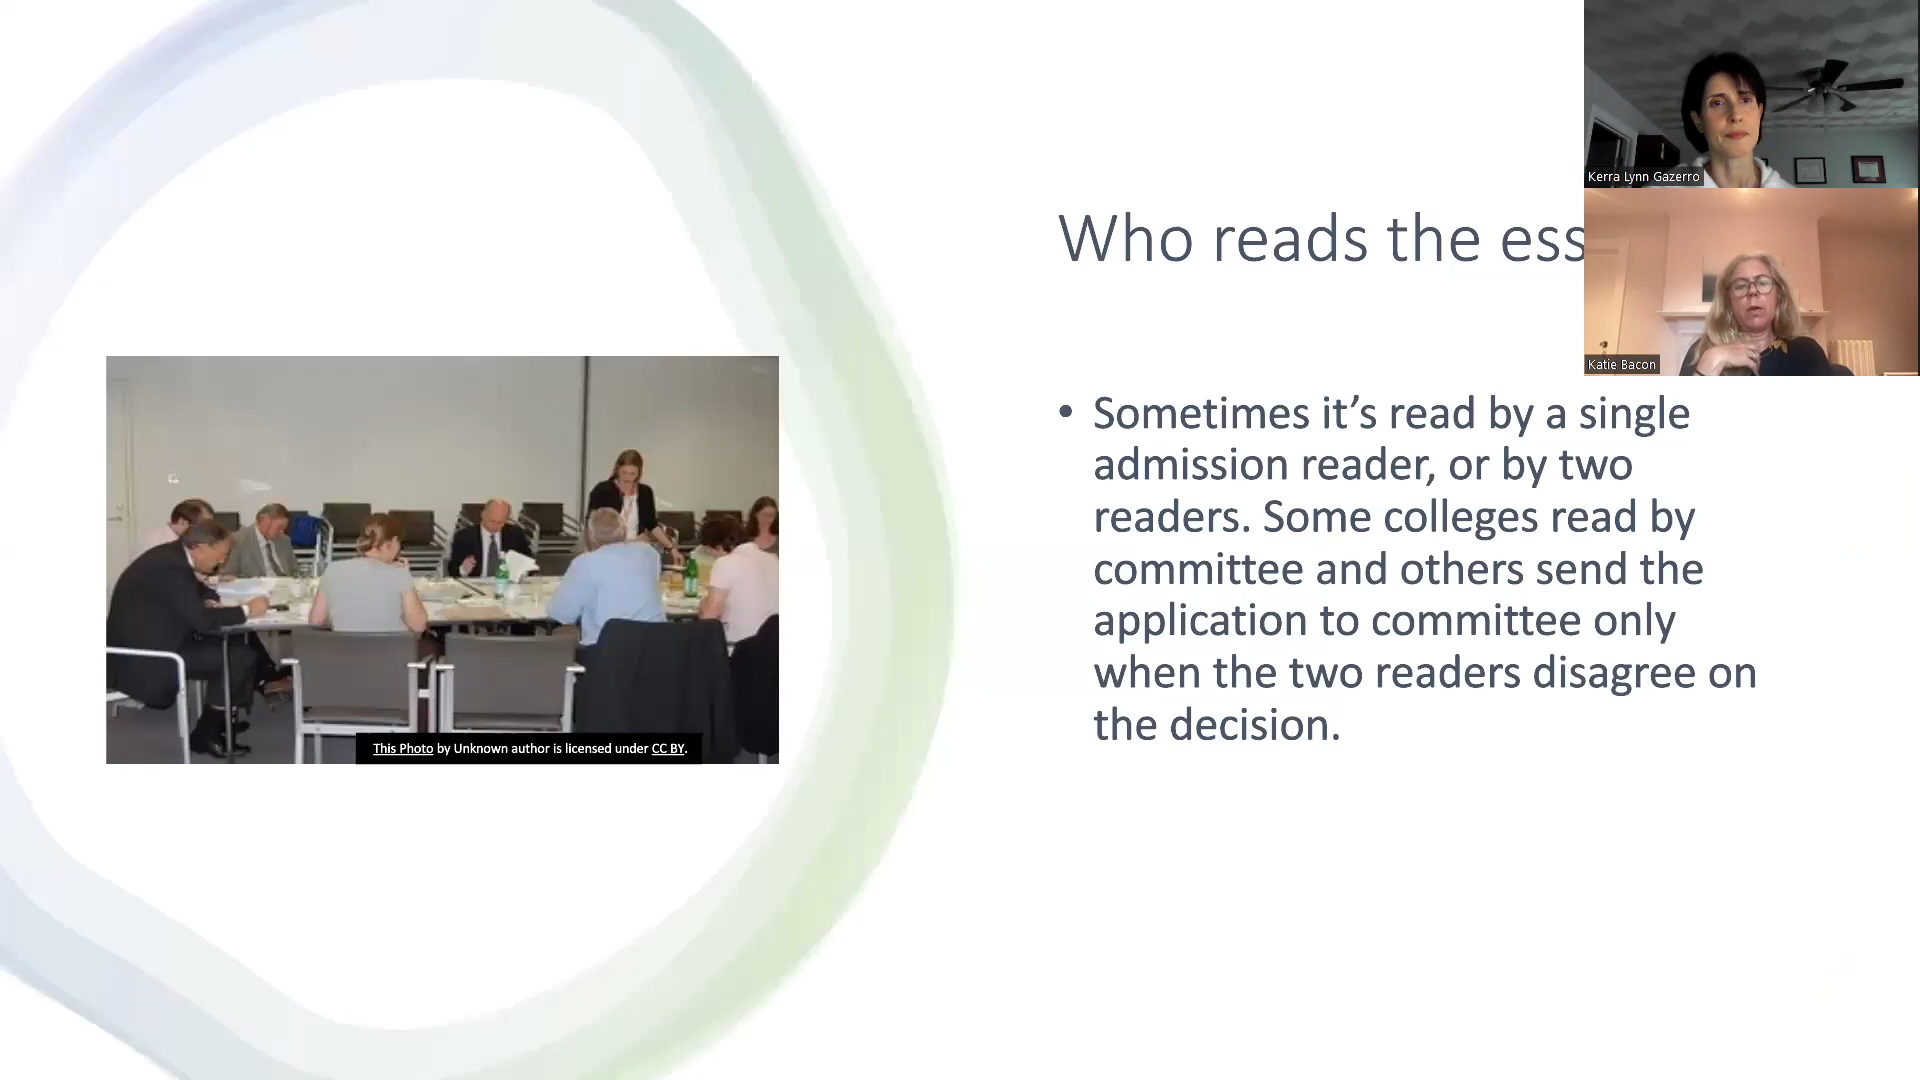 Kerra Lynn Gazerro
Who reads the ess
Katie Bacon
• Sometimes it’s read by a single
admission reader, or by two
readers. Some colleges read by
committee and others send the
application to committee only
when the two readers disagree on
the decision.
This Photo by Unknown author is licensed under CC BY.